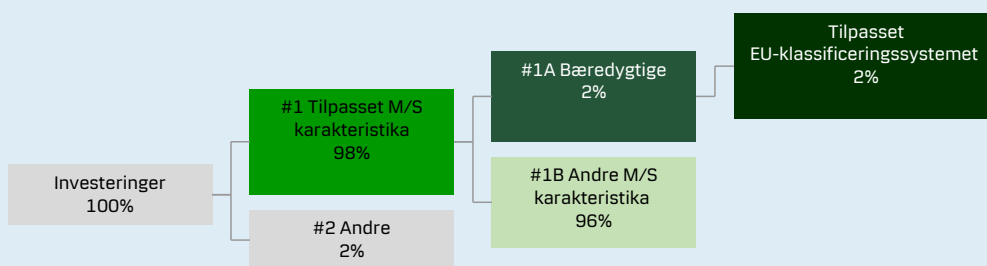 Investeringer
100%
#1 Tilpasset M/S
karakteristika
98%
#2 Andre
2%
#1A Bæredygtige
2%
#1B Andre M/S
karakteristika
96%
Tilpasset
EU-klassificeringssystemet
2%